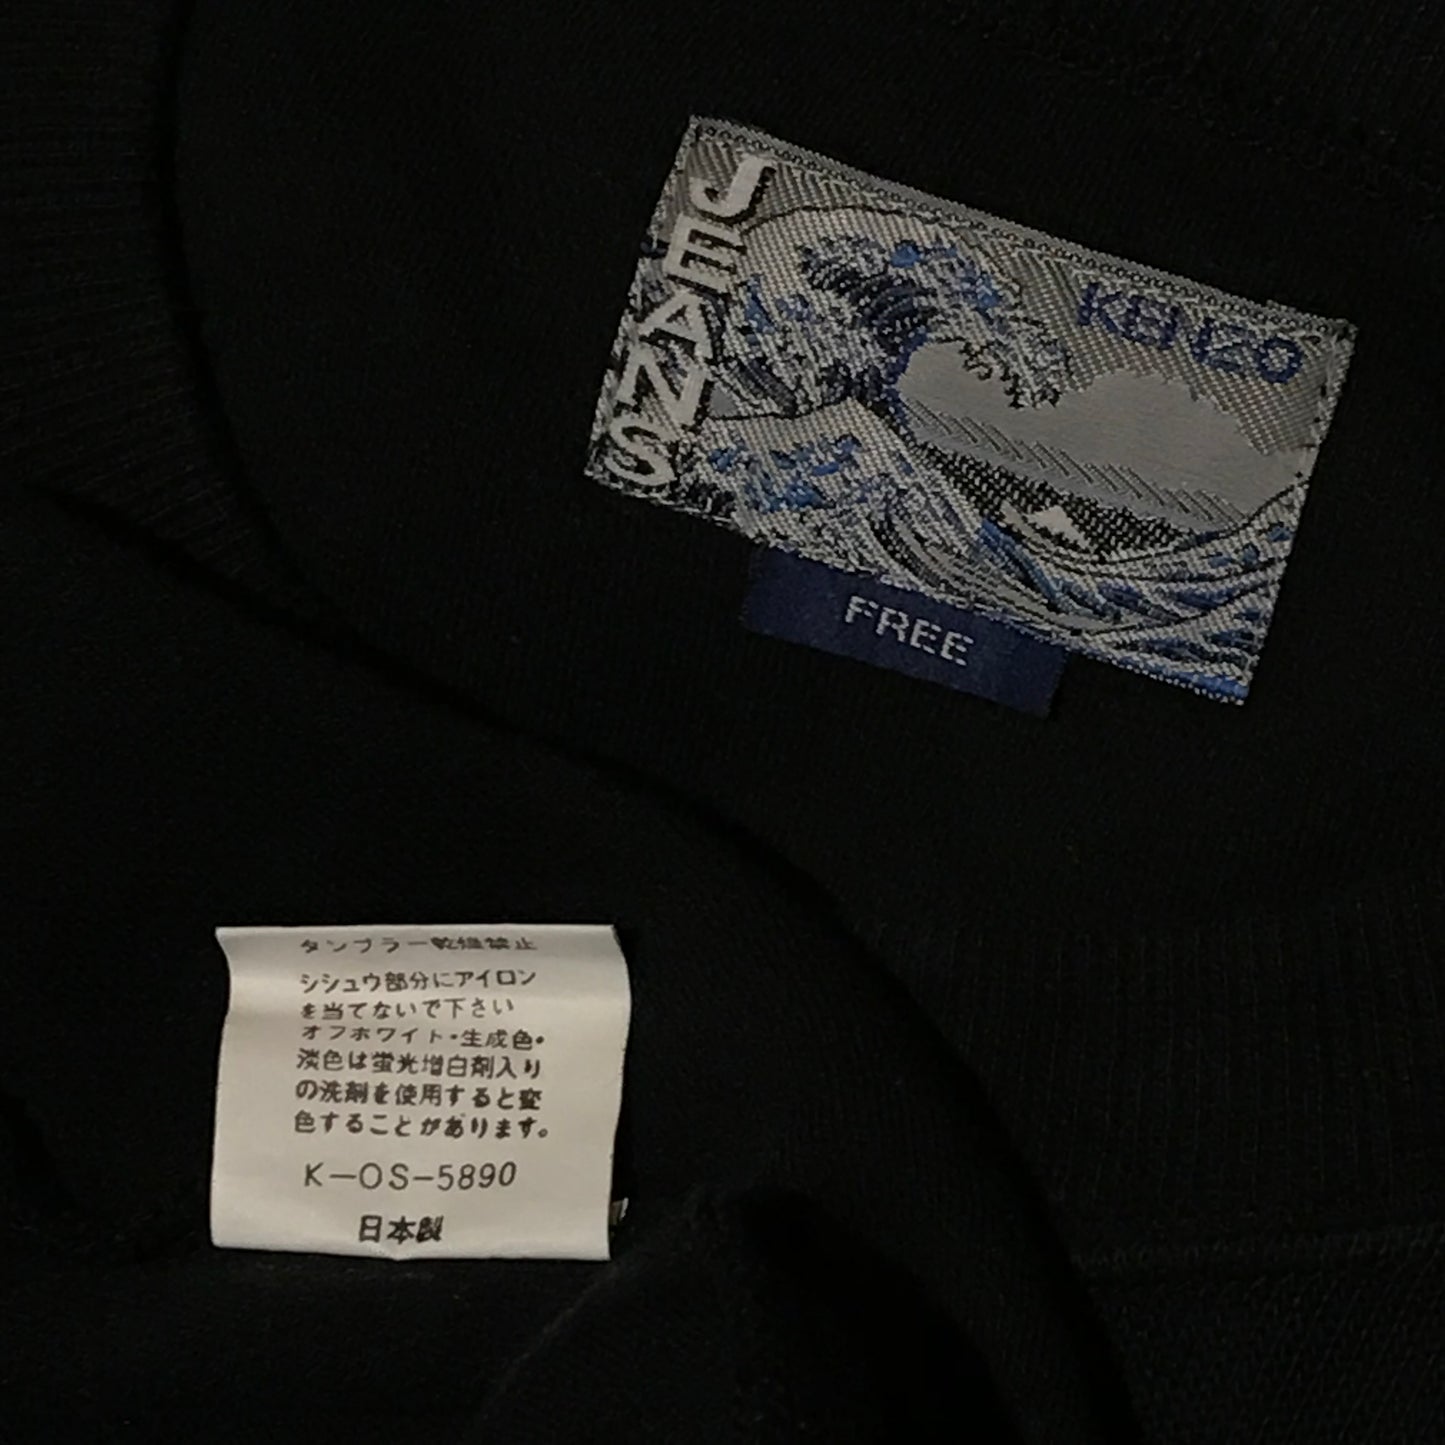 JEANS
KENZO
FREE
タンブラー乾燥禁止
シシュウ部分にアイロン
を当てないで下さい
オフホワイト・生成色・
淡色は蛍光増白剤入り
の洗剤を使用すると変
色することがあります。
K-OS-5890
日本製